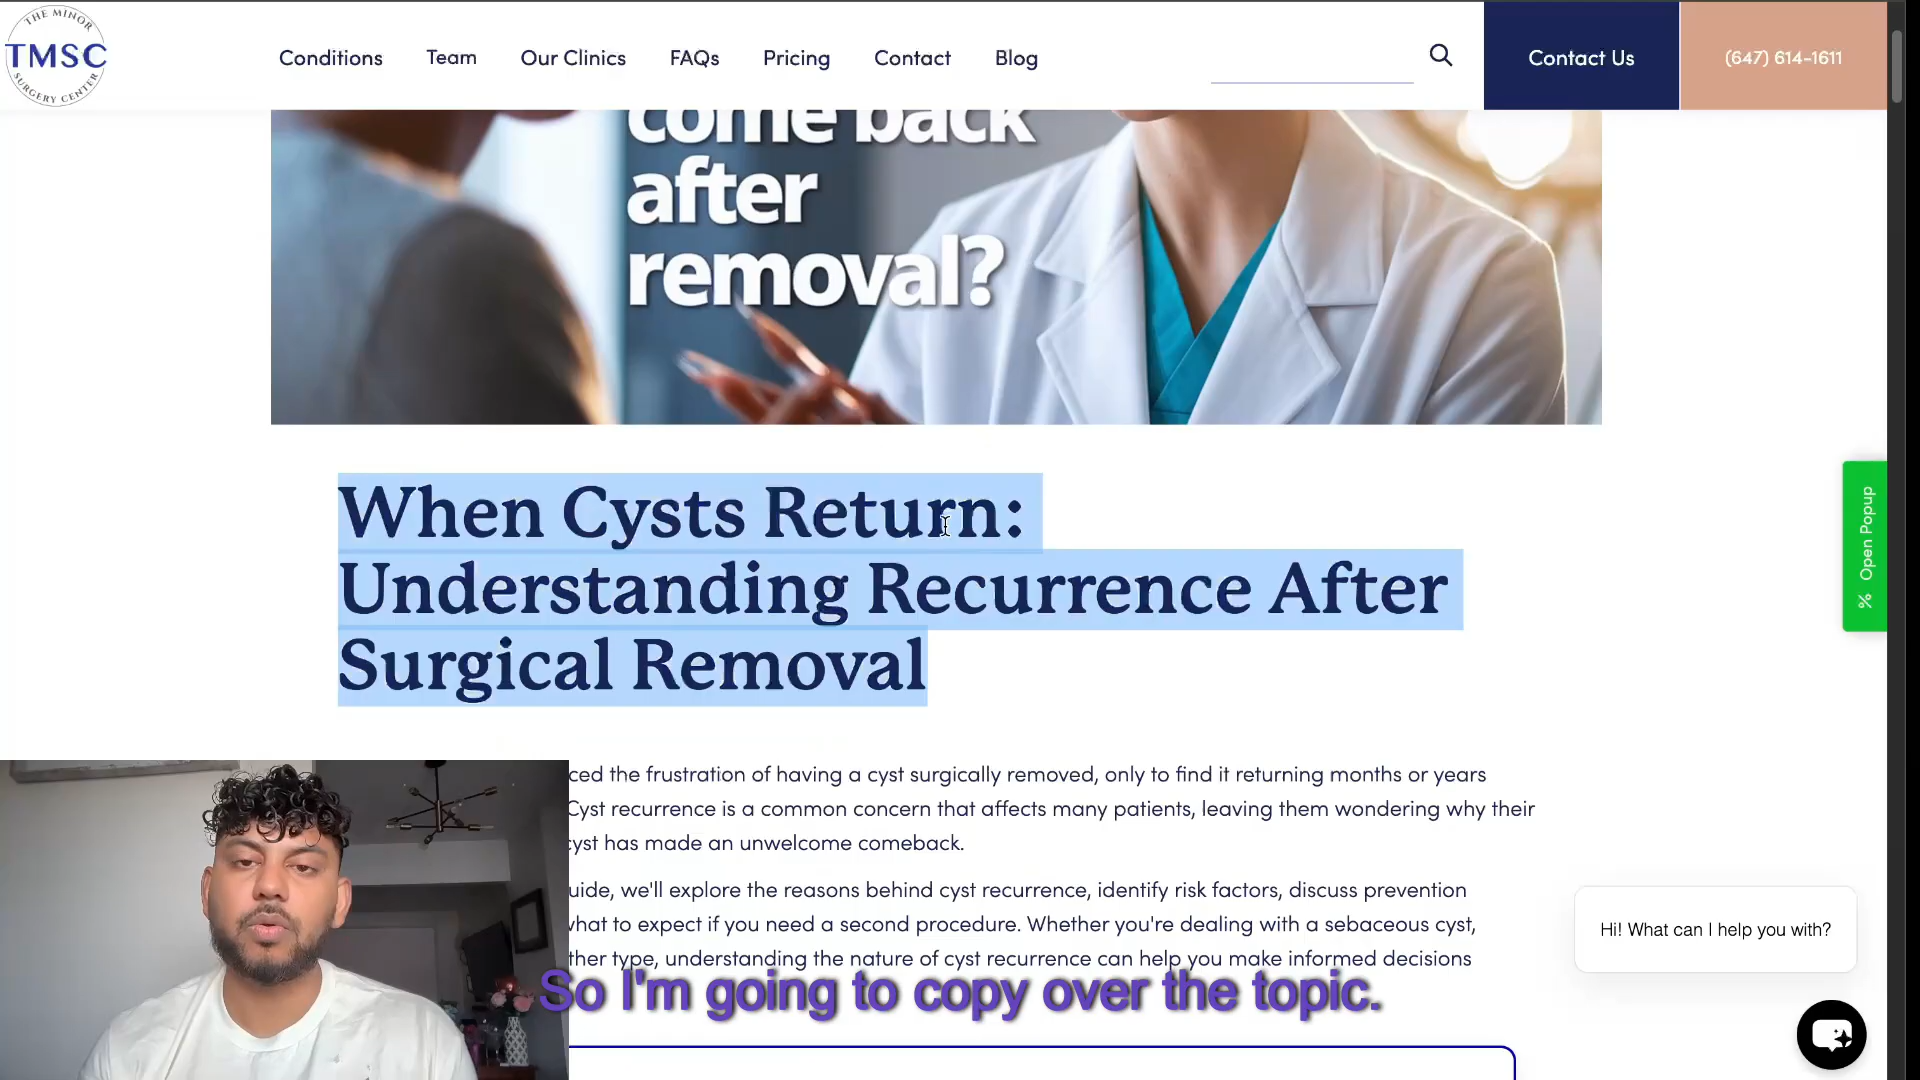 THE MINOR
TMSC
SURGERY CENTER
Conditions Team Our Clinics FAQs Pricing Contact Blog
Contact Us
(647) 614-1611
come back
after
removal?
When Cysts Return:
Understanding Recurrence After
Surgical Removal
% Open Popup
ced the frustration of having a cyst surgically removed, only to find it returning months or years
Cyst recurrence is a common concern that affects many patients, leaving them wondering why their
cyst has made an unwelcome comeback.
uide, we'll explore the reasons behind cyst recurrence, identify risk factors, discuss prevention
what to expect if you need a second procedure. Whether you're dealing with a sebaceous cyst,
ther type, understanding the nature of cyst recurrence can help you make informed decisions
Hi! What can I help you with?
So I'm going to copy over the topic.